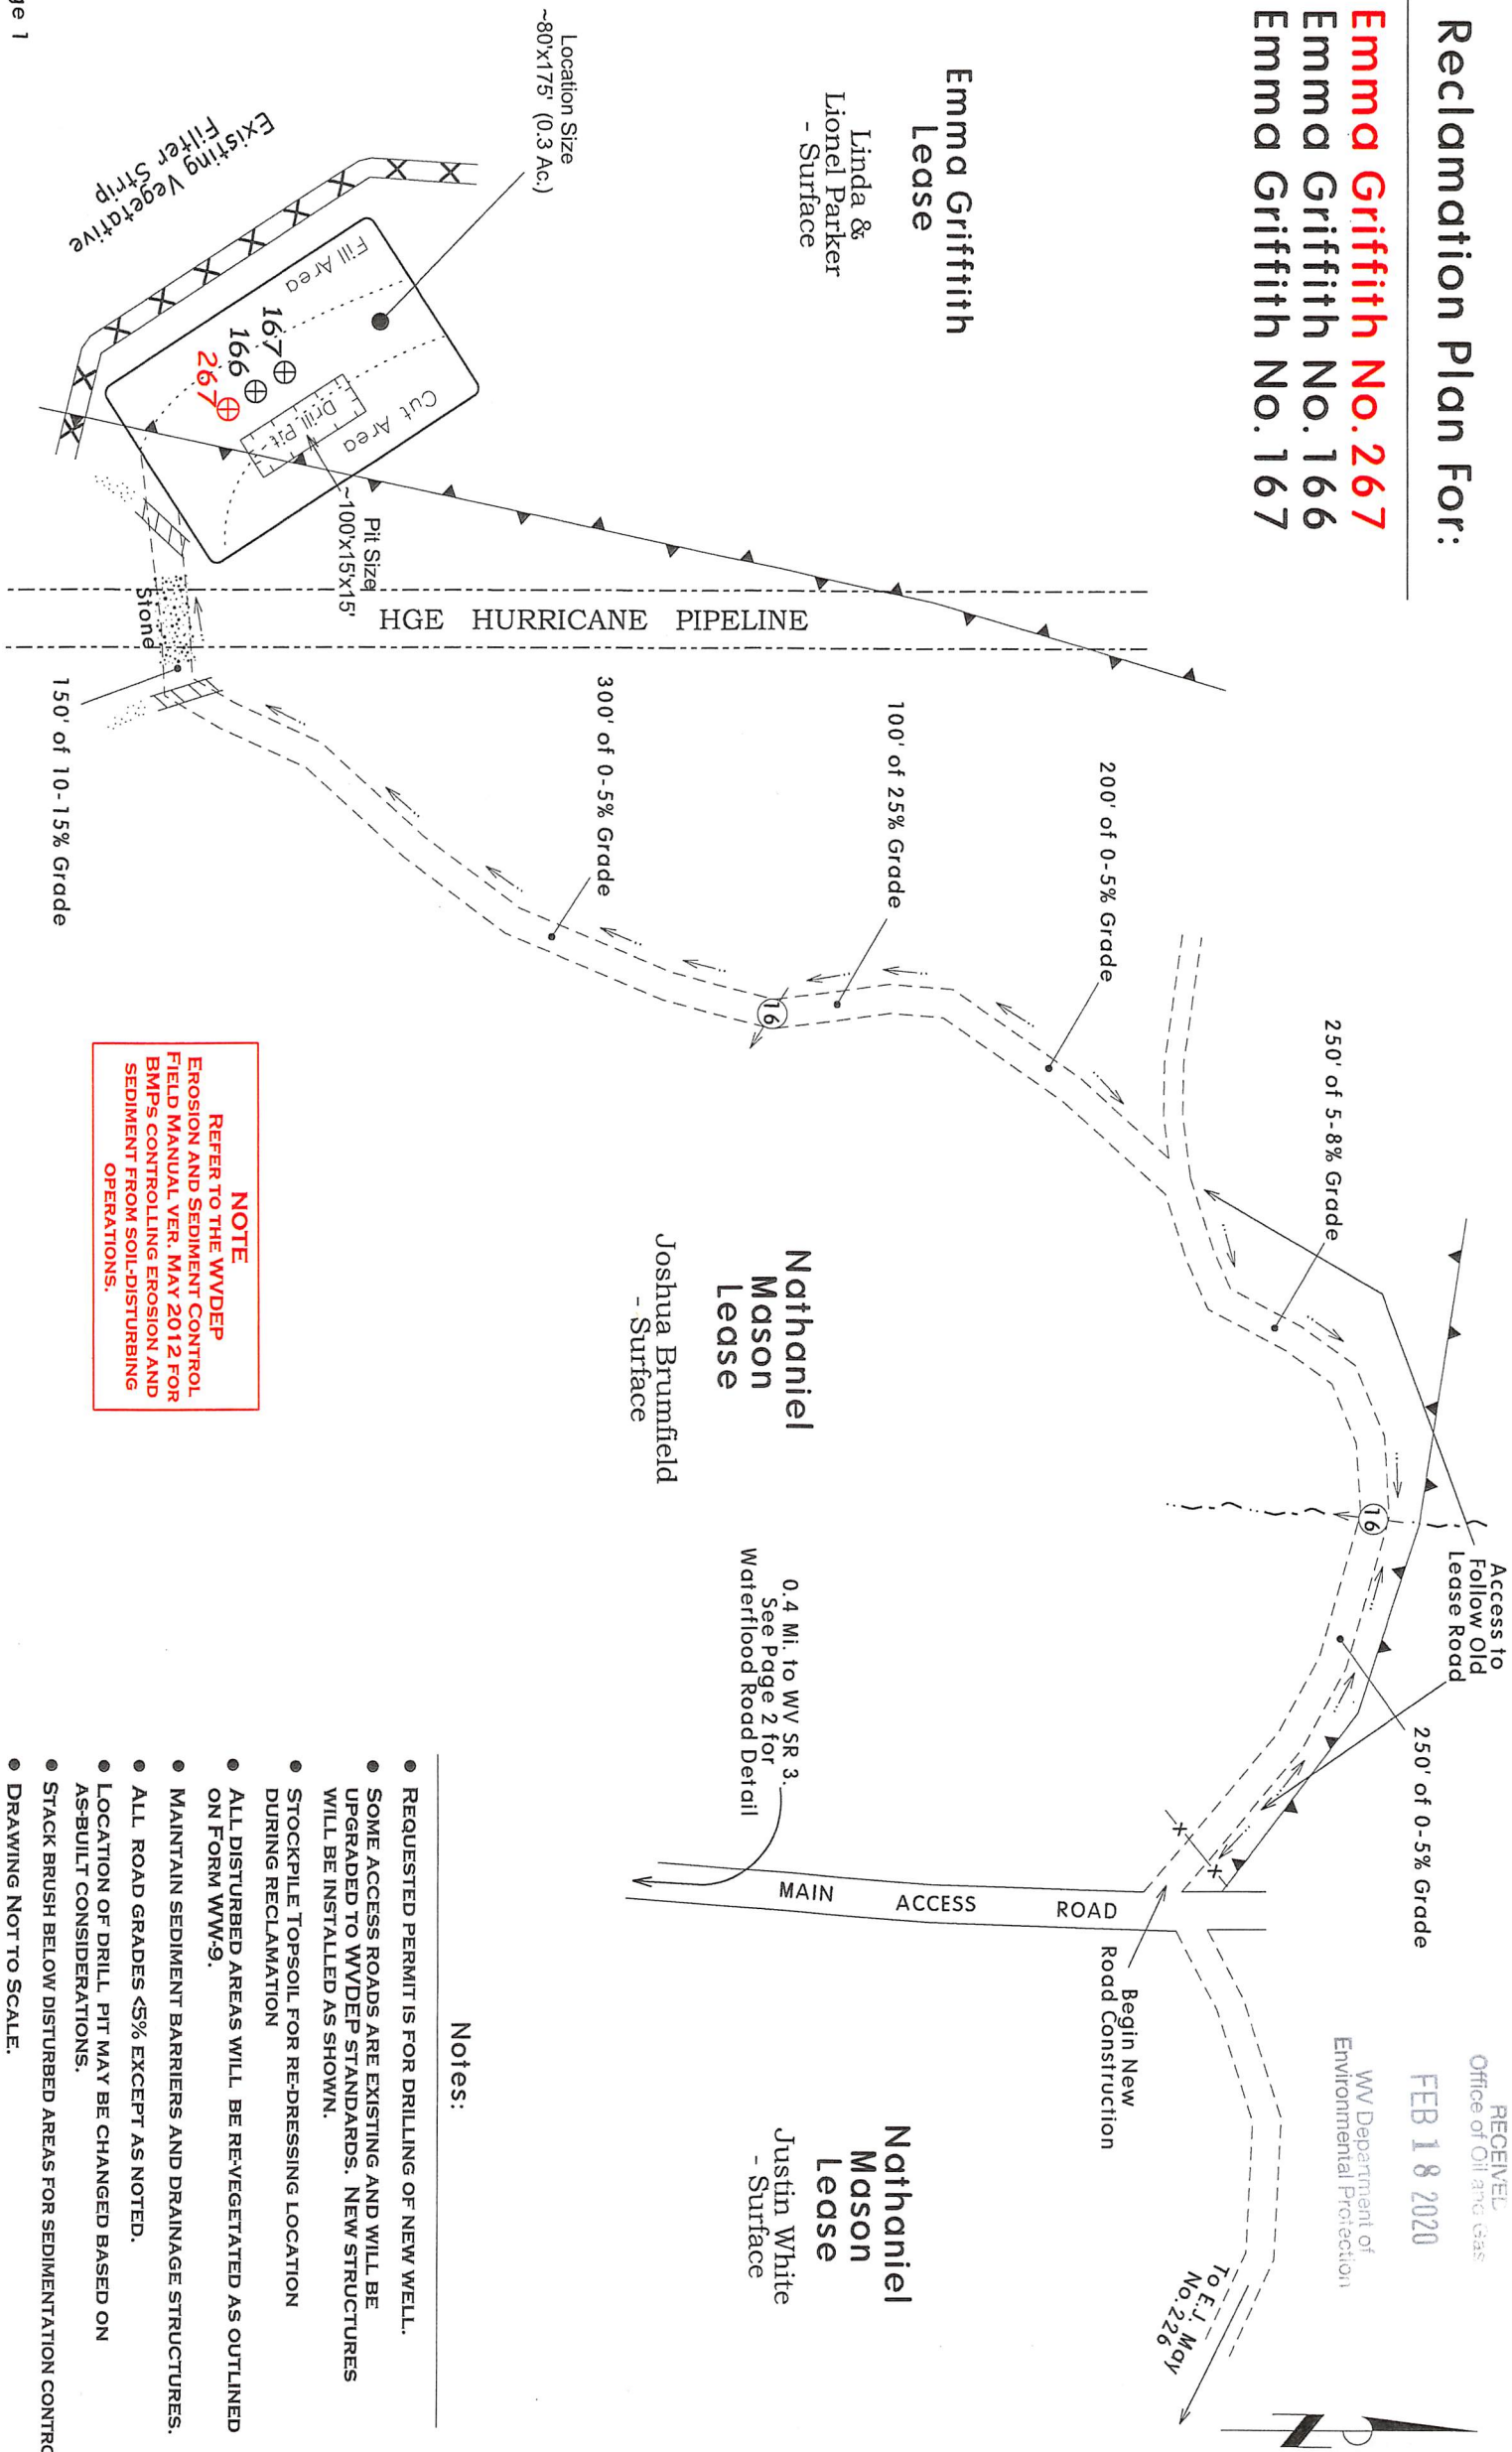 Reclamation Plan For:
Emma Griffith No. 267
Emma Griffith No. 166
Emma Griffith No. 167
RECEIVED
Office of Oil and Gas
FEB 18 2020
WV Department of
Environmental Protection
Emma Griffftith
Lease
Linda &
Lionel Parker
- Surface
Location Size
~80'x175' (0.3 Ac.)
Existing Vegetative
Filter Strip
Fill Area
167
166
267
Drill Pit
Cut Area
Pit Size
~100'x15'x15'
HGE HURRICANE PIPELINE
Stone
150' of 10-15% Grade
300' of 0-5% Grade
100' of 25% Grade
200' of 0-5% Grade
250' of 5-8% Grade
16
16
Access to
Follow Old
Lease Road
250' of 0-5% Grade
Nathaniel
Mason
Lease
Joshua Brumfield
- Surface
0.4 Mi. to WV SR 3.
See Page 2 for
Waterflood Road Detail
MAIN ACCESS ROAD
Begin New
Road Construction
Nathaniel
Mason
Lease
Justin White
- Surface
To E.J. May
No.226
N
NOTE
REFER TO THE WVDEP
EROSION AND SEDIMENT CONTROL
FIELD MANUAL VER. MAY 2012 FOR
BMPS CONTROLLING EROSION AND
SEDIMENT FROM SOIL-DISTURBING
OPERATIONS.
Notes:
● REQUESTED PERMIT IS FOR DRILLING OF NEW WELL.
● SOME ACCESS ROADS ARE EXISTING AND WILL BE
UPGRADED TO WVDEP STANDARDS. NEW STRUCTURES
WILL BE INSTALLED AS SHOWN.
● STOCKPILE TOPSOIL FOR RE-DRESSING LOCATION
DURING RECLAMATION
● ALL DISTURBED AREAS WILL BE RE-VEGETATED AS OUTLINED
ON FORM WW-9.
● MAINTAIN SEDIMENT BARRIERS AND DRAINAGE STRUCTURES.
● ALL ROAD GRADES <5% EXCEPT AS NOTED.
● LOCATION OF DRILL PIT MAY BE CHANGED BASED ON
AS-BUILT CONSIDERATIONS.
● STACK BRUSH BELOW DISTURBED AREAS FOR SEDIMENTATION CONTRO
● DRAWING NOT TO SCALE.
ge 1